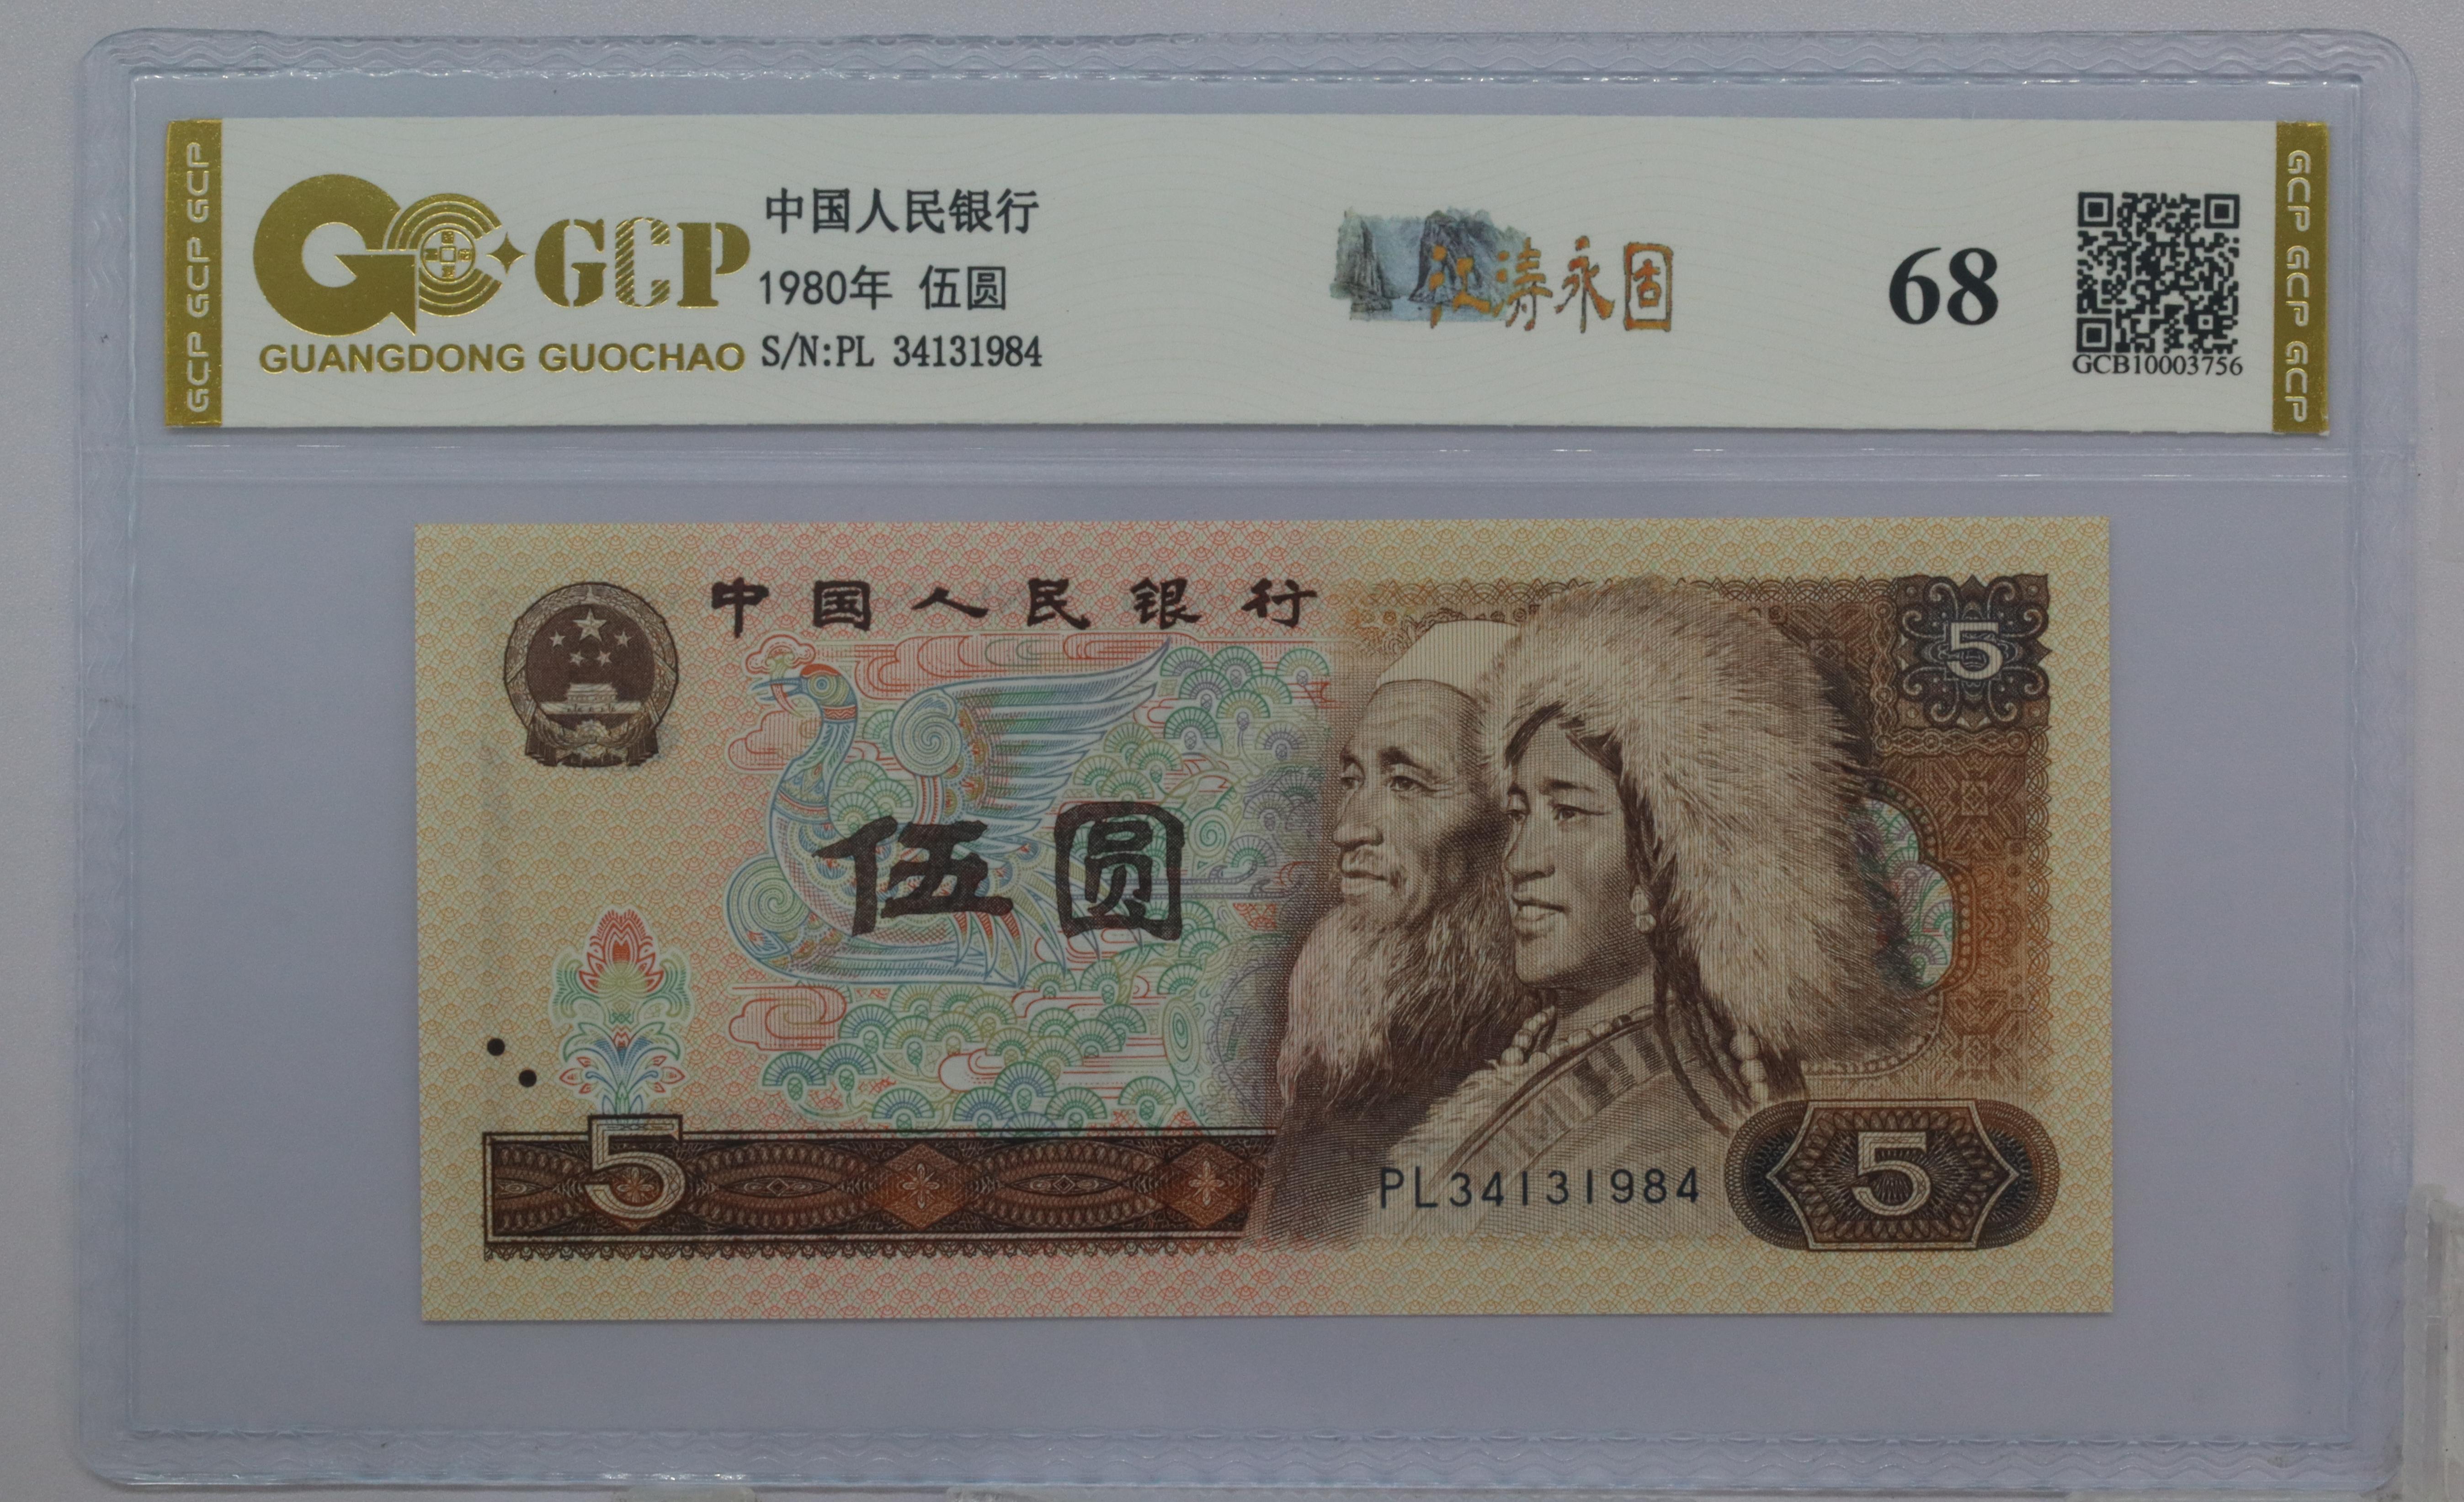 GCP GCP GCP
GCP
GUANGDONG GUOCHAO
中国人民银行
1980年 伍圆
S/N:PL 34131984
江涛永固
68
GCB10003756
GCP GCP GCP
中国人民银行
5
伍圆
5
PL34131984
5